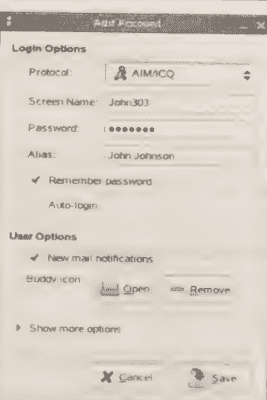 Add Account
Login Options
Protocol: AIM/ICQ
Screen Name: John303
Password: •••••••
Alias: John Johnson
Remember password
Auto-login
User Options
New mail notifications
Buddy icon Open Remove
Show more options
Cancel Save